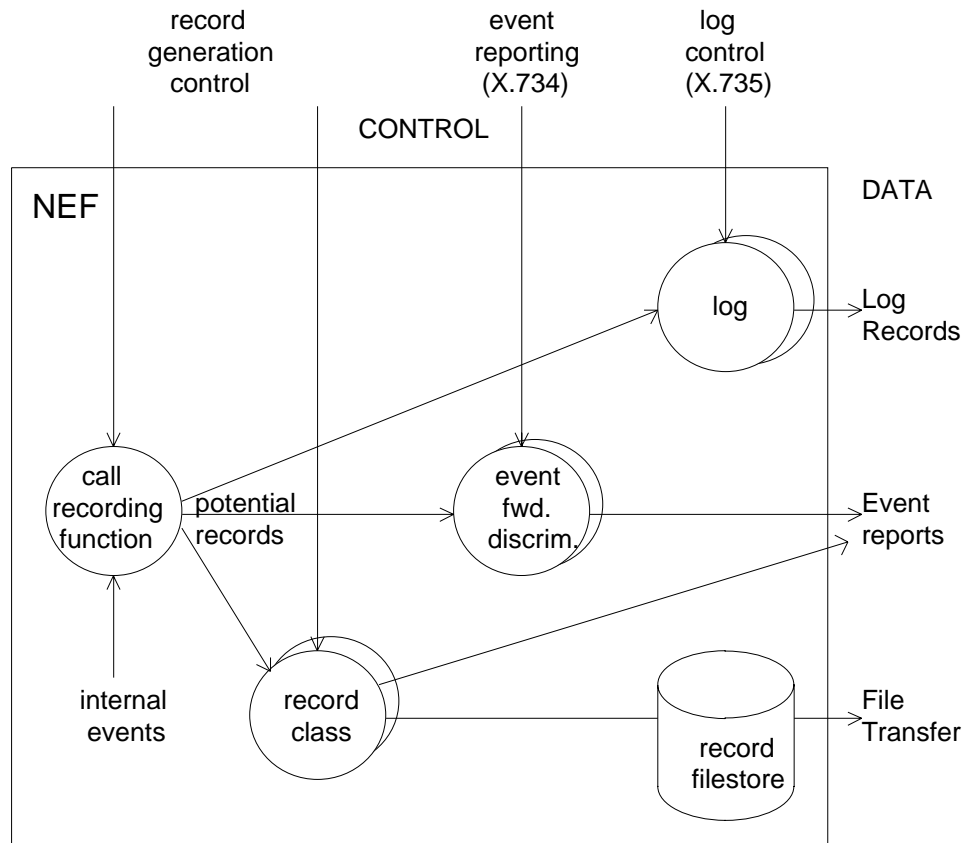 record
generation
control
event
reporting
(X.734)
log
control
(X.735)
CONTROL
NEF
DATA
log
Log
Records
call
recording
function
potential
records
event
fwd.
discrim.
Event
reports
internal
events
record
class
record
filestore
File
Transfer